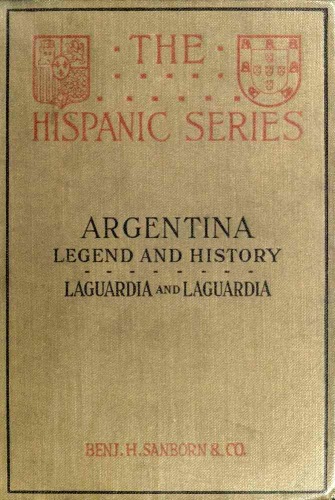 · THE ·
HISPANIC SERIES
ARGENTINA
LEGEND AND HISTORY
LAGUARDIA AND LAGUARDIA
BENJ. H. SANBORN & CO.